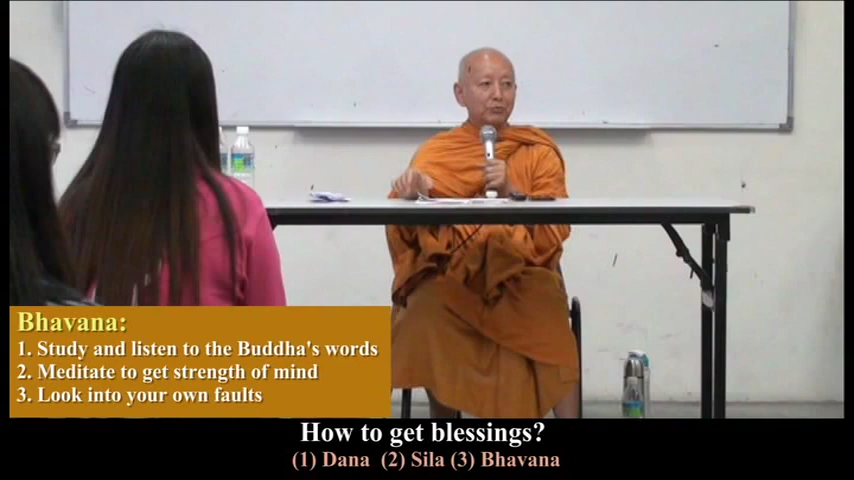 Bhavana:
1. Study and listen to the Buddha's words
2. Meditate to get strength of mind
3. Look into your own faults
How to get blessings?
(1) Dana (2) Sila (3) Bhavana